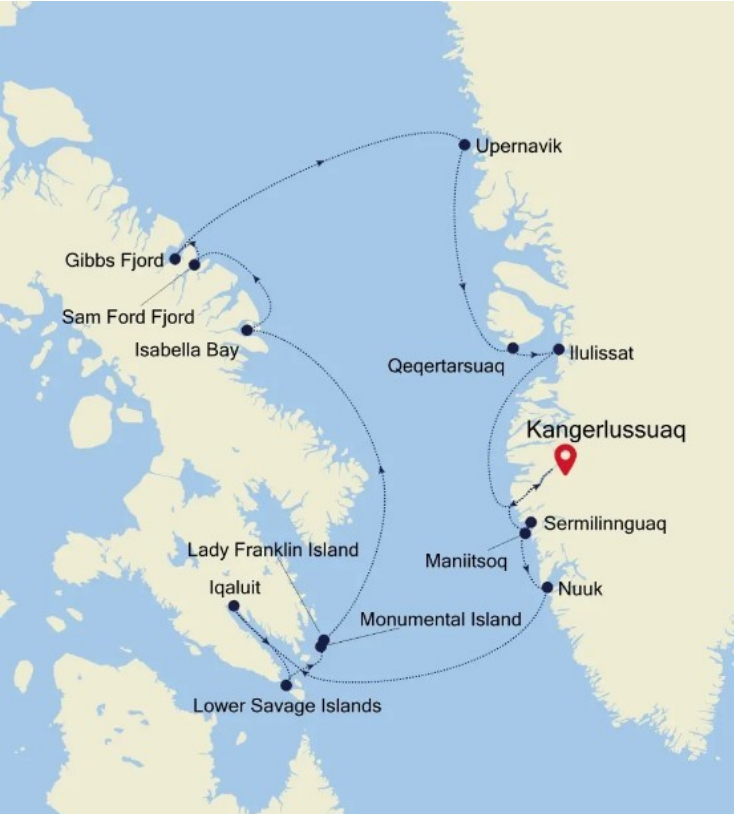 Upernavik
Gibbs Fjord
Sam Ford Fjord
Isabella Bay
Qeqertarsuaq
Ilulissat
Kangerlussuaq
Sermilinnguaq
Lady Franklin Island
Maniitsoq
Iqaluit
Nuuk
Monumental Island
Lower Savage Islands